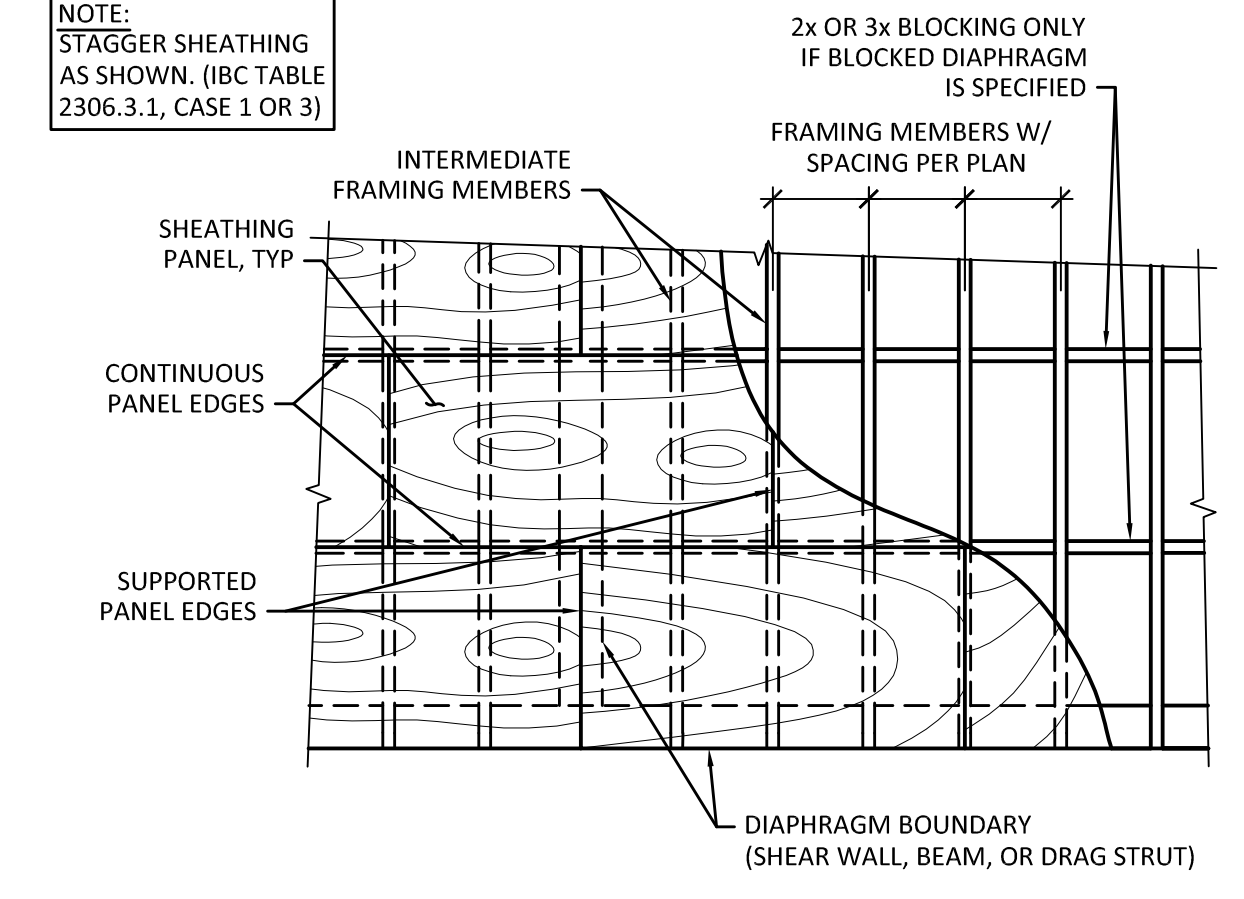 NOTE:
STAGGER SHEATHING
AS SHOWN. (IBC TABLE
2306.3.1, CASE 1 OR 3)
2x OR 3x BLOCKING ONLY
IF BLOCKED DIAPHRAGM
IS SPECIFIED
FRAMING MEMBERS W/
SPACING PER PLAN
INTERMEDIATE
FRAMING MEMBERS
SHEATHING
PANEL, TYP
CONTINUOUS
PANEL EDGES
SUPPORTED
PANEL EDGES
DIAPHRAGM BOUNDARY
(SHEAR WALL, BEAM, OR DRAG STRUT)